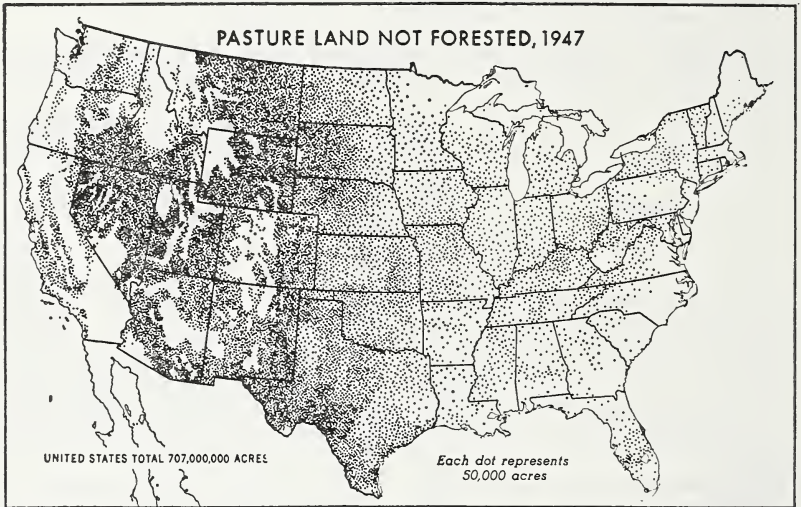 PASTURE LAND NOT FORESTED, 1947
UNITED STATES TOTAL 707,000,000 ACRES
Each dot represents
50,000 acres